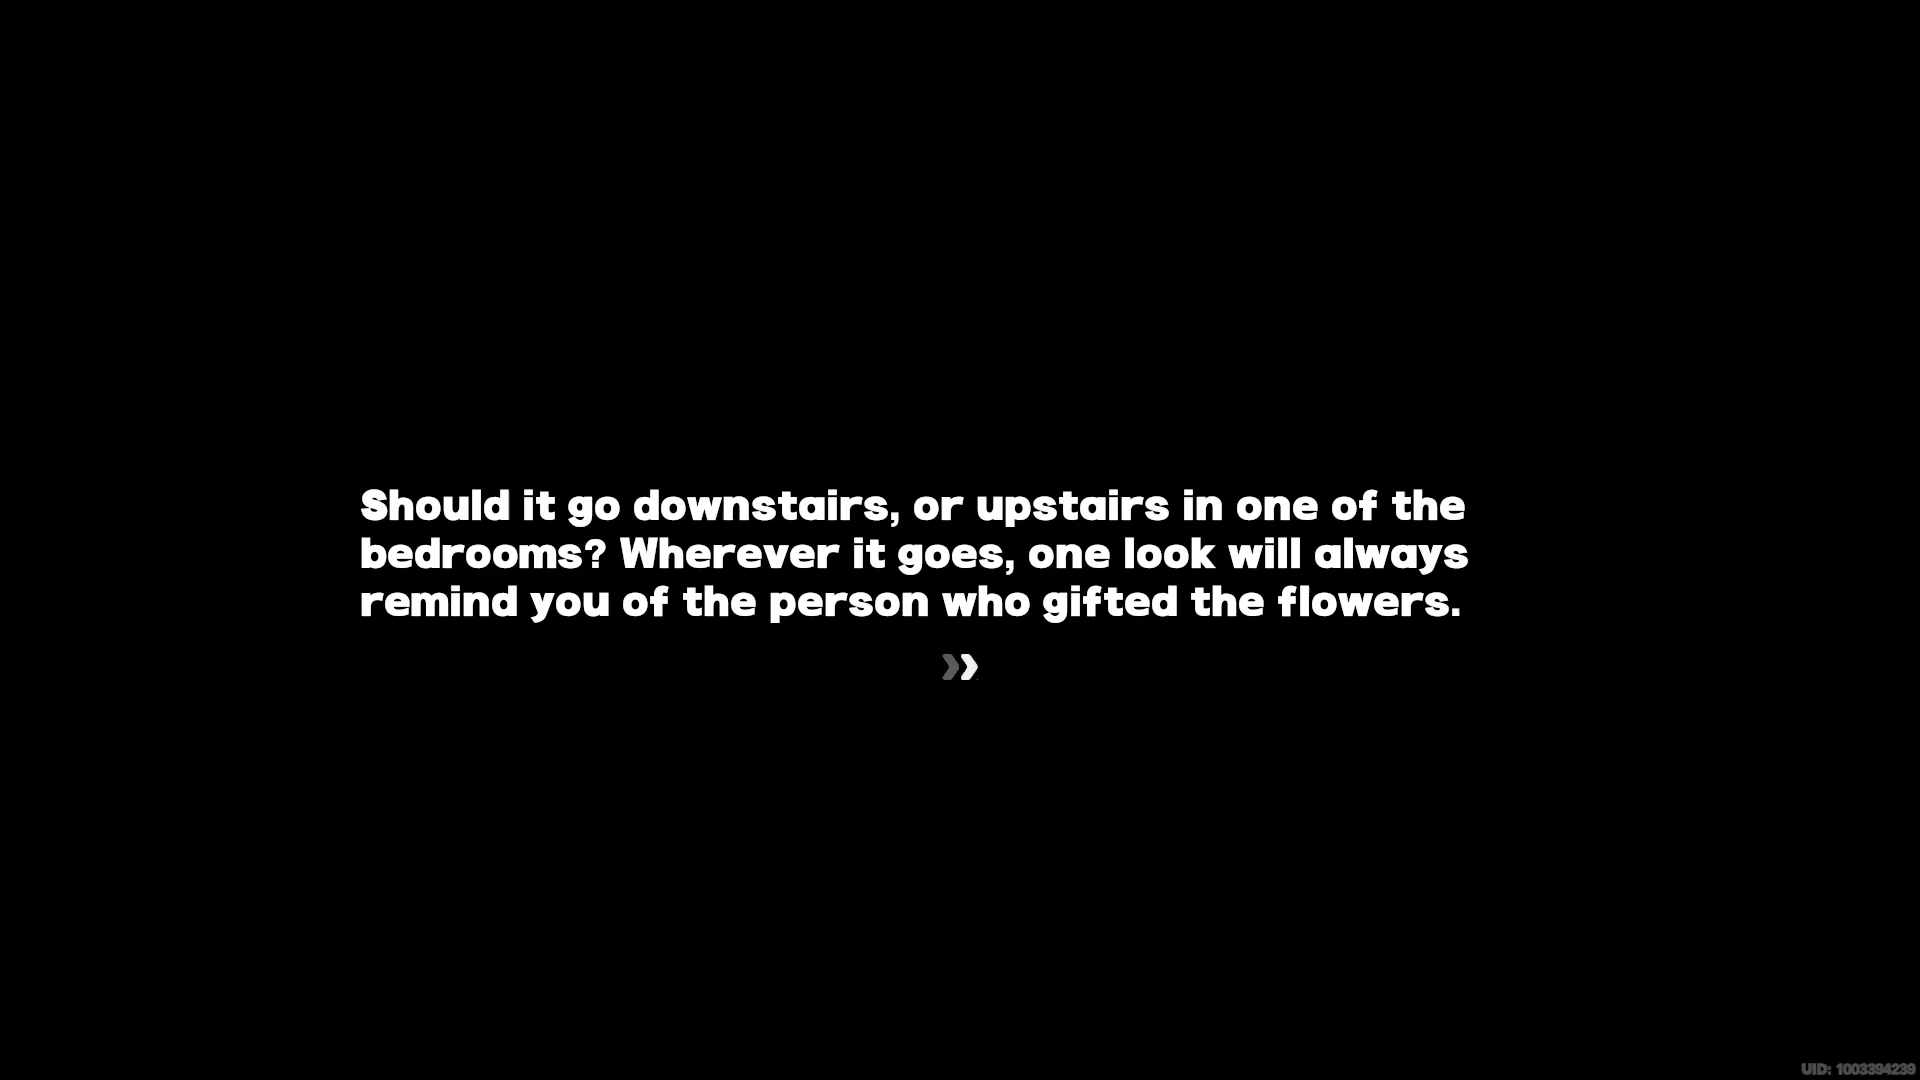 Should it go downstairs, or upstairs in one of the
bedrooms? Wherever it goes, one look will always
remind you of the person who gifted the flowers.
UID: 1003394239